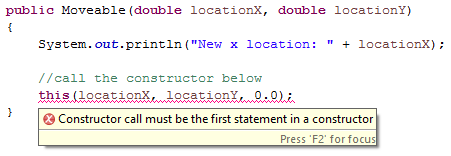 public Moveable(double locationX, double locationY)
{
System.out.println("New x location: " + locationX);
//call the constructor below
this(locationX, locationY, 0.0);
}
Constructor call must be the first statement in a constructor
Press 'F2' for focus